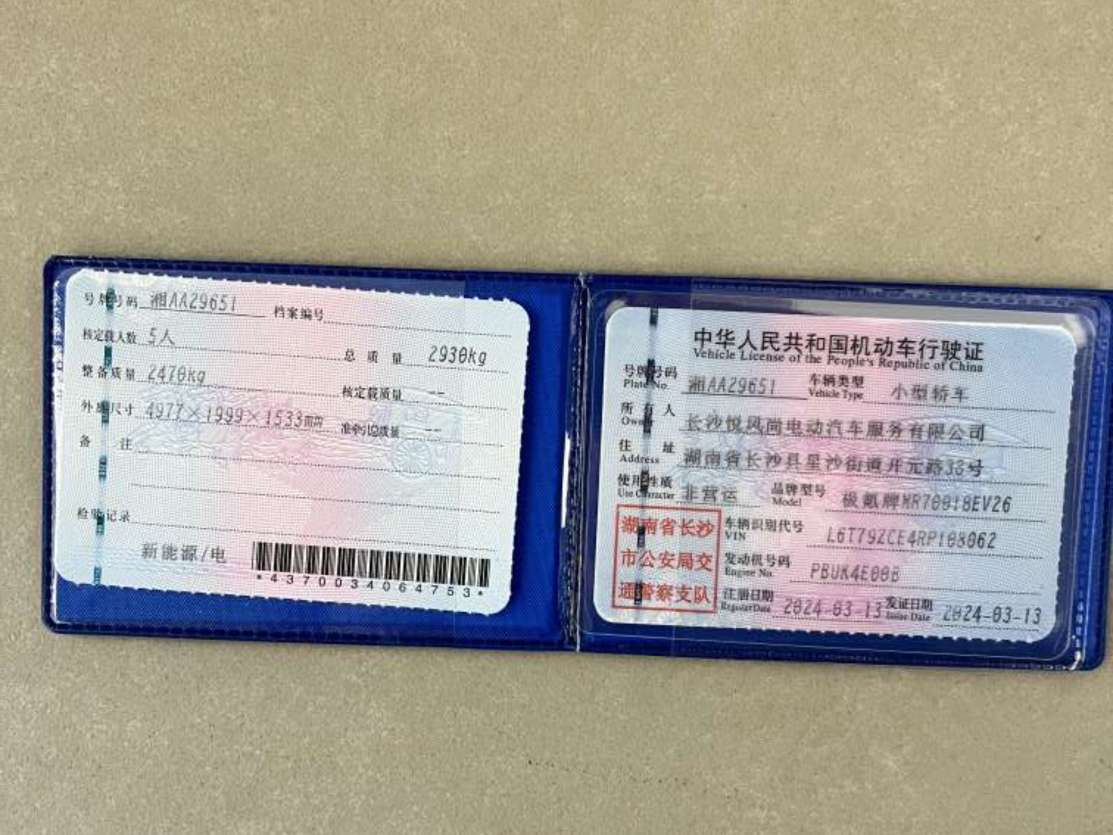 号牌号码 湘AA29651 档案编号
核定载人数 5人 总质量 2930kg
整备质量 2470kg 核定载质量 --
外廓尺寸 4977×1999×1533mm 准牵引总质量 --
备注
检验记录
新能源/电
*4370034064753*
中华人民共和国机动车行驶证
Vehicle License of the People's Republic of China
号牌号码 湘AA29651 车辆类型 小型轿车
Plate No. Vehicle Type
所有人 长沙悦风尚电动汽车服务有限公司
Owner
住址 湖南省长沙县星沙街道开元路38号
Address
使用性质 非营运 品牌型号 极氪牌MR7001BEV26
Use Character Model
湖南省长沙
市公安局交
通警察支队
车辆识别代号 L6T79ZCE4RP108062
VIN
发动机号码 PBUK4E00B
Engine No.
注册日期 2024-03-13 发证日期 2024-03-13
Register Date Issue Date